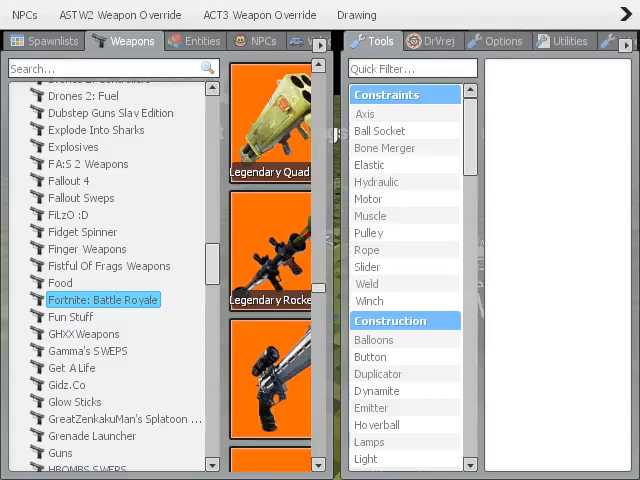 NPCs ASTW2 Weapon Override ACT3 Weapon Override Drawing
Spawnlists Weapons Entities NPCs
Tools DrVrej Options Utilities
Search...
Quick Filter...
Drones 2: Fuel
Dubstep Guns Slav Edition
Explode Into Sharks
Explosives
FA:S 2 Weapons
Fallout 4
Fallout Sweps
FiLzO :D
Fidget Spinner
Finger Weapons
Fistful Of Frags Weapons
Food
Fortnite: Battle Royale
Fun Stuff
GHXXWeapons
Gamma's SWEPS
Get A Life
Gidz.Co
Glow Sticks
GreatZenkakuMan's Splatoon ...
Grenade Launcher
Guns
HBOMBS SWEPS
Legendary Quad
Legendary Rocke
Constraints
Axis
Ball Socket
Bone Merger
Elastic
Hydraulic
Motor
Muscle
Pulley
Rope
Slider
Weld
Winch
Construction
Balloons
Button
Duplicator
Dynamite
Emitter
Hoverball
Lamps
Light